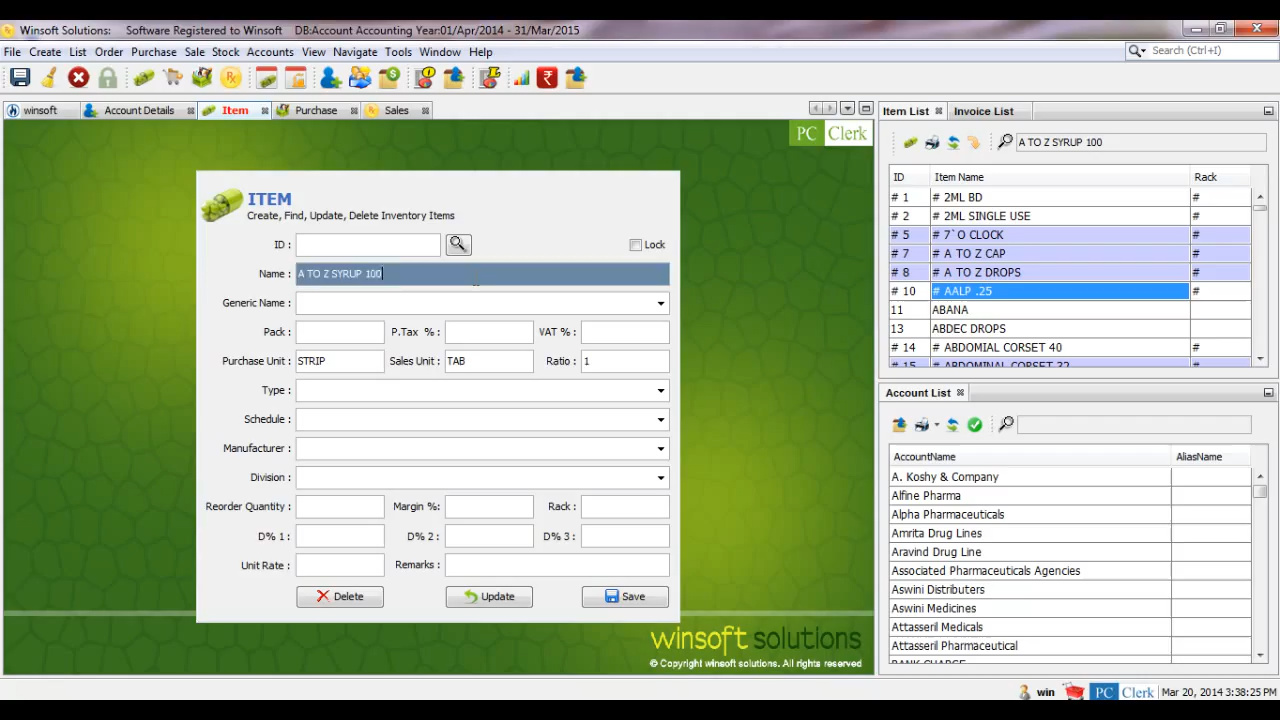 Winsoft Solutions: Software Registered to Winsoft DB:Account Accounting Year:01/Apr/2014 - 31/Mar/2015
File Create List Order Purchase Sale Stock Accounts View Navigate Tools Window Help
Search (Ctrl+I)
winsoft Account Details Item Purchase Sales
PC Clerk
ITEM
Create, Find, Update, Delete Inventory Items
ID :
Lock
Name : A TO Z SYRUP 100
Generic Name :
Pack : P.Tax % : VAT % :
Purchase Unit : STRIP Sales Unit : TAB Ratio : 1
Type :
Schedule :
Manufacturer :
Division :
Reorder Quantity : Margin %: Rack :
D% 1 : D% 2 : D% 3 :
Unit Rate : Remarks :
Delete Update Save
winsoft solutions
© Copyright winsoft solutions. All rights reserved
Item List Invoice List
A TO Z SYRUP 100
ID Item Name Rack
# 1 # 2ML BD #
# 2 # 2ML SINGLE USE #
# 5 # 7`O CLOCK #
# 7 # A TO Z CAP #
# 8 # A TO Z DROPS #
# 10 # AALP .25 #
11 ABANA
13 ABDEC DROPS
# 14 # ABDOMIAL CORSET 40 #
# 15 # ABDOMINAL CORSET 32 #
Account List
AccountName AliasName
A. Koshy & Company
Alfine Pharma
Alpha Pharmaceuticals
Amrita Drug Lines
Aravind Drug Line
Associated Pharmaceuticals Agencies
Aswini Distributers
Aswini Medicines
Attasseril Medicals
Attasseril Pharmaceutical
BANK CHARGE
win PC Clerk Mar 20, 2014 3:38:25 PM